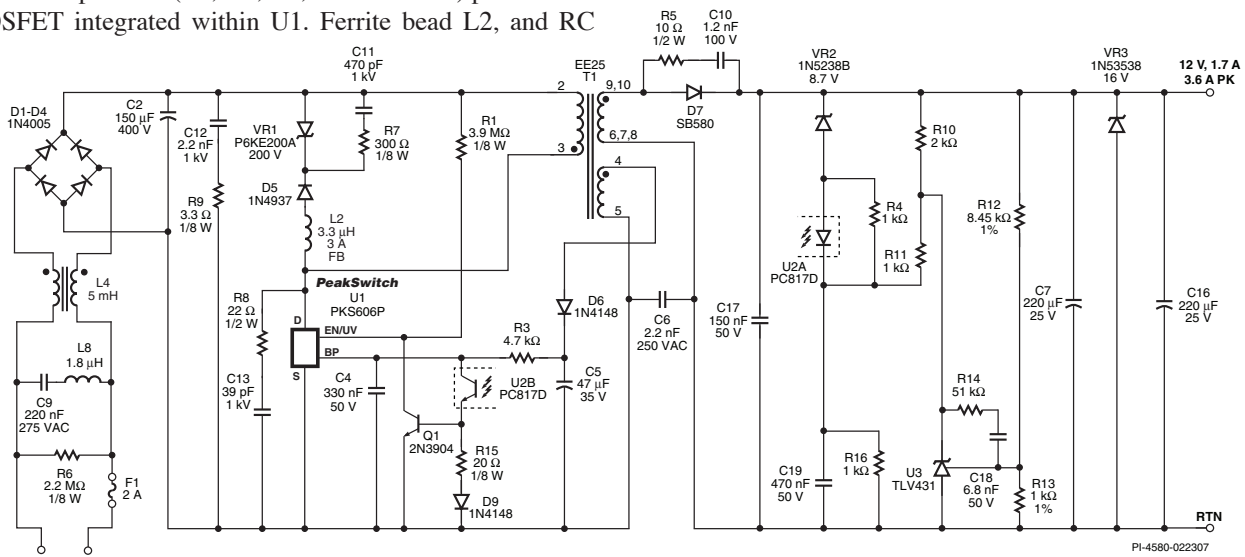 OSFET integrated within U1. Ferrite bead L2, and RC
R5
10 Ω
1/2 W
C10
1.2 nF
100 V
C11
470 pF
1 kV
EE25
T1
VR2
1N5238B
8.7 V
VR3
1N53538
16 V
12 V, 1.7 A
3.6 A PK
D1-D4
1N4005
C2
150 µF
400 V
C12
2.2 nF
1 kV
VR1
P6KE200A
200 V
R7
300 Ω
1/8 W
R1
3.9 MΩ
1/8 W
2
3
9,10
6,7,8
4
5
D7
SB580
R10
2 kΩ
R9
3.3 Ω
1/8 W
D5
1N4937
L2
3.3 µH
3 A
FB
R4
1 kΩ
R11
1 kΩ
R12
8.45 kΩ
1%
U2A
PC817D
L4
5 mH
PeakSwitch
U1
PKS606P
R8
22 Ω
1/2 W
D
EN/UV
BP
S
D6
1N4148
R3
4.7 kΩ
C6
2.2 nF
250 VAC
C17
150 nF
50 V
C7
220 µF
25 V
C16
220 µF
25 V
L8
1.8 µH
C9
220 nF
275 VAC
C13
39 pF
1 kV
C4
330 nF
50 V
U2B
PC817D
C5
47 µF
35 V
R14
51 kΩ
Q1
2N3904
R15
20 Ω
1/8 W
R6
2.2 MΩ
1/8 W
F1
2 A
D9
1N4148
C19
470 nF
50 V
R16
1 kΩ
U3
TLV431
C18
6.8 nF
50 V
R13
1 kΩ
1%
RTN
PI-4580-022307